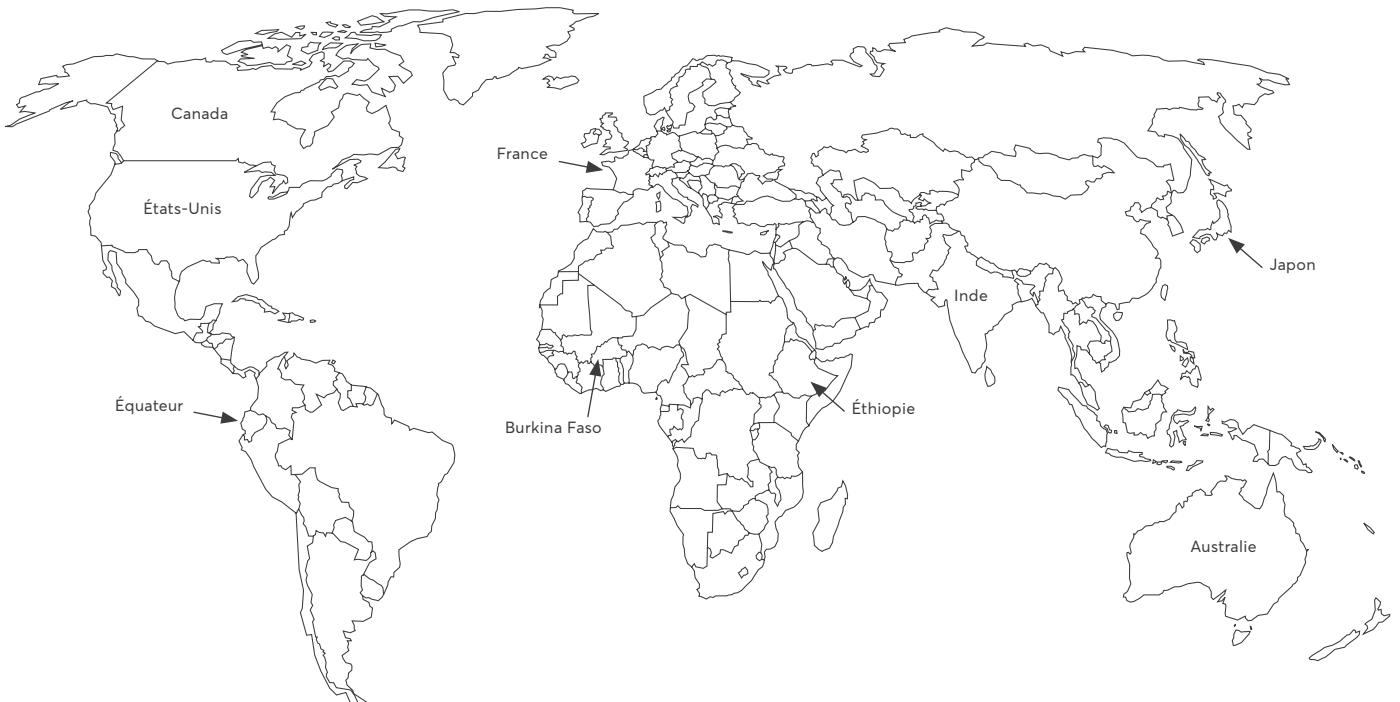 Canada
France
États-Unis
Japon
Inde
Équateur
Éthiopie
Burkina Faso
Australie